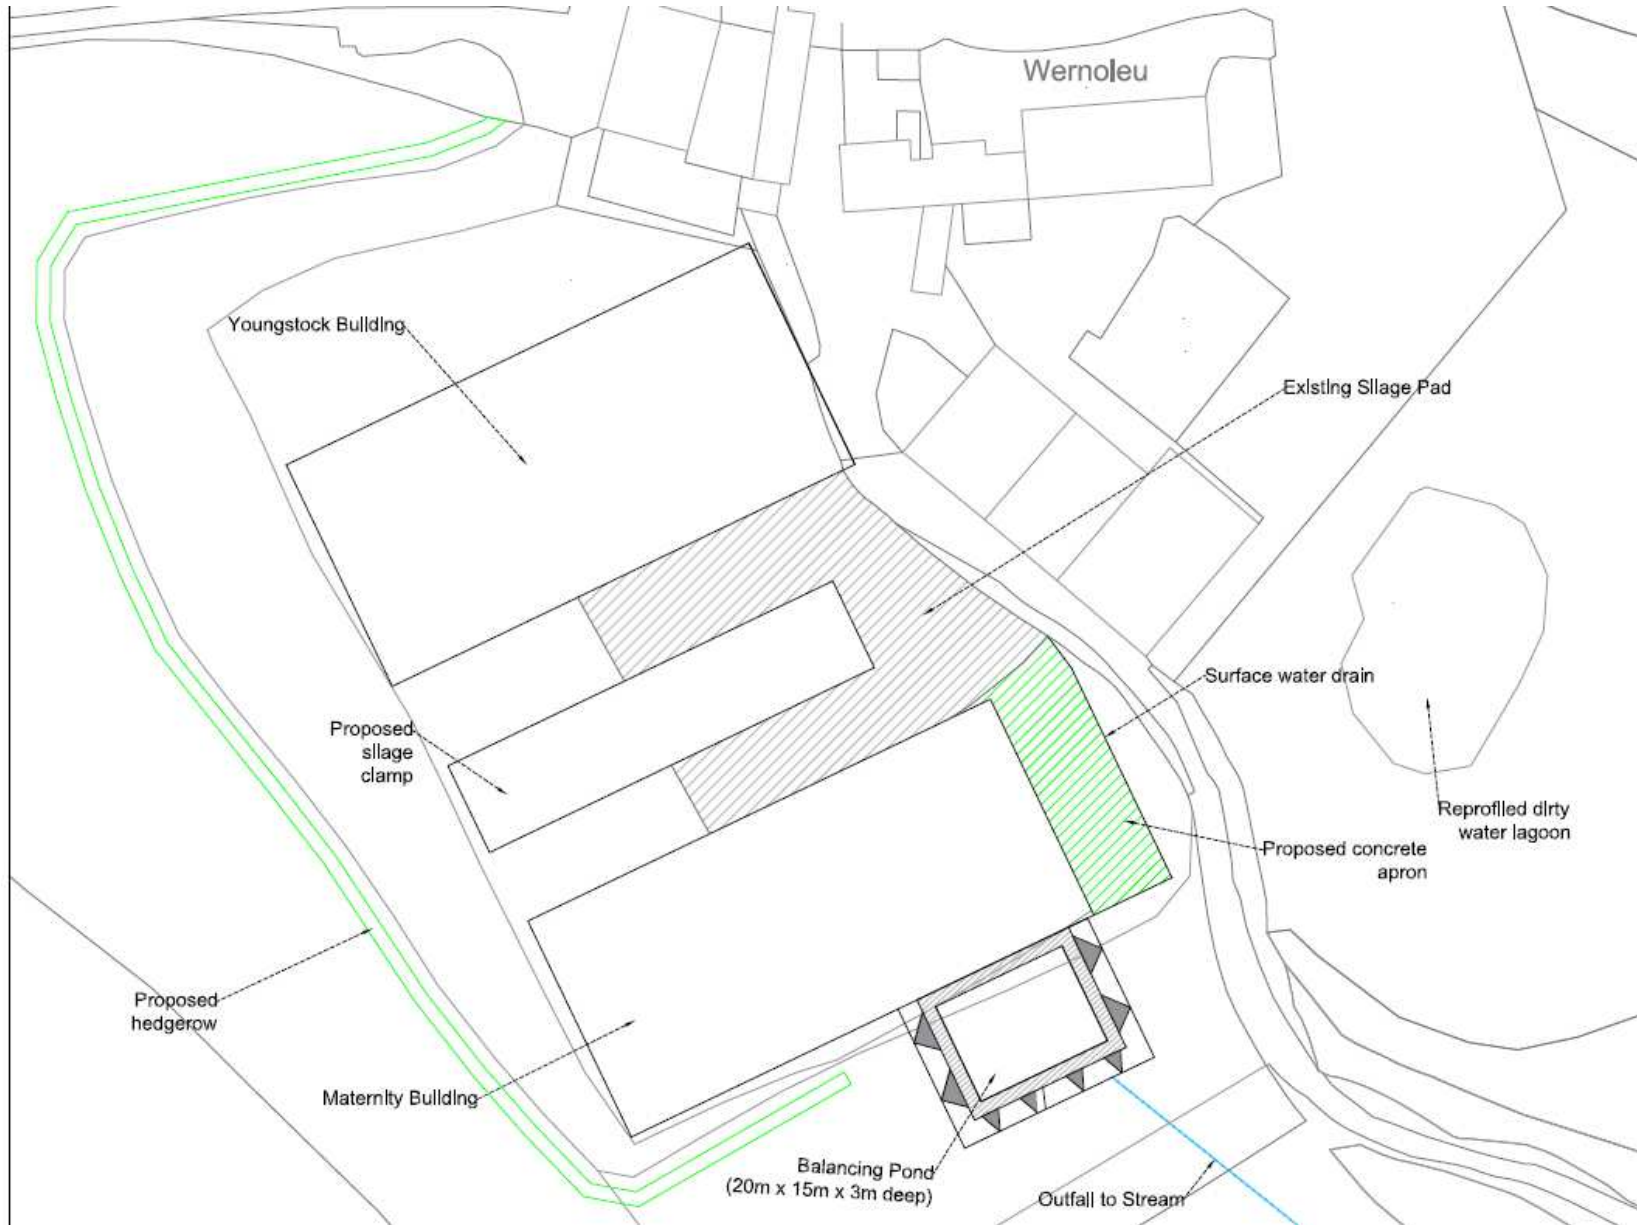 Wernoleu
Youngstock Building
Existing Silage Pad
Surface water drain
Proposed
silage
clamp
Reprofiled dirty
water lagoon
Proposed concrete
apron
Proposed
hedgerow
Maternity Building
Balancing Pond
(20m x 15m x 3m deep)
Outfall to Stream